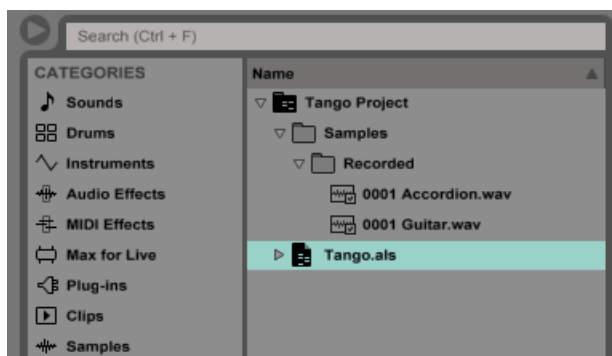 Search (Ctrl + F)
CATEGORIES
Sounds
Drums
Instruments
Audio Effects
MIDI Effects
Max for Live
Plug-ins
Clips
Samples
Name
Tango Project
Samples
Recorded
0001 Accordion.wav
0001 Guitar.wav
Tango.als